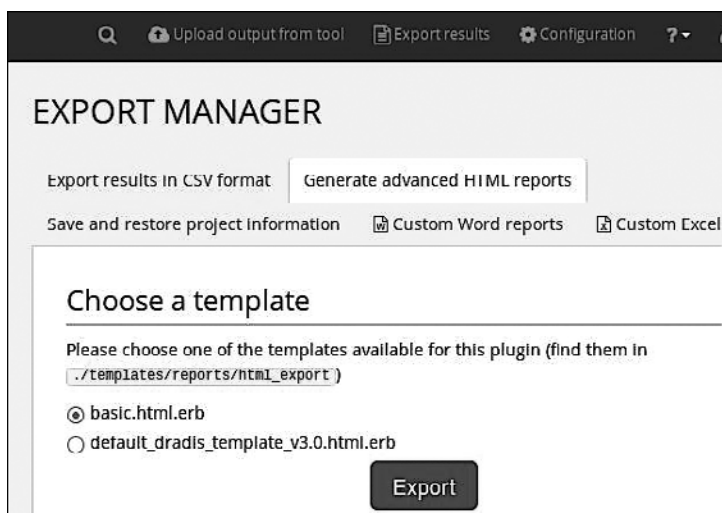 Upload output from tool Export results Configuration ?
EXPORT MANAGER
Export results in CSV format Generate advanced HTML reports
Save and restore project information Custom Word reports Custom Excel
Choose a template
Please choose one of the templates available for this plugin (find them in
./templates/reports/html_export)
basic.html.erb
default_dradis_template_v3.0.html.erb
Export